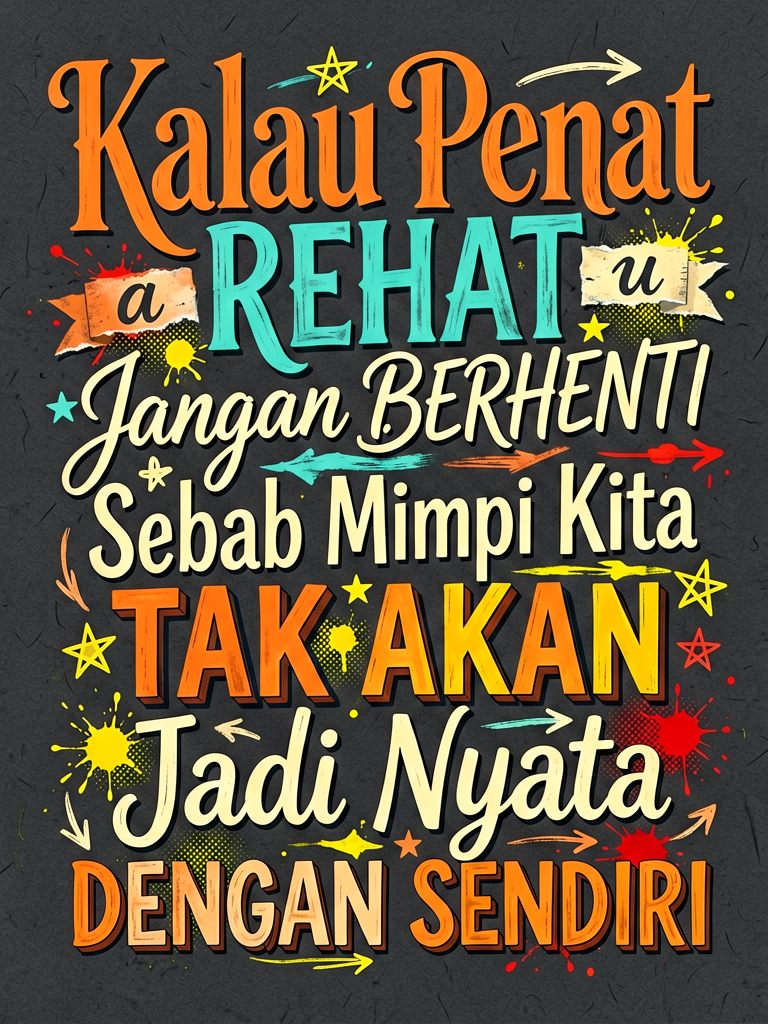 Kalau Penat
a REHAT u
Jangan BERHENTI
Sebab Mimpi Kita
TAK AKAN
Jadi Nyata
DENGAN SENDIRI